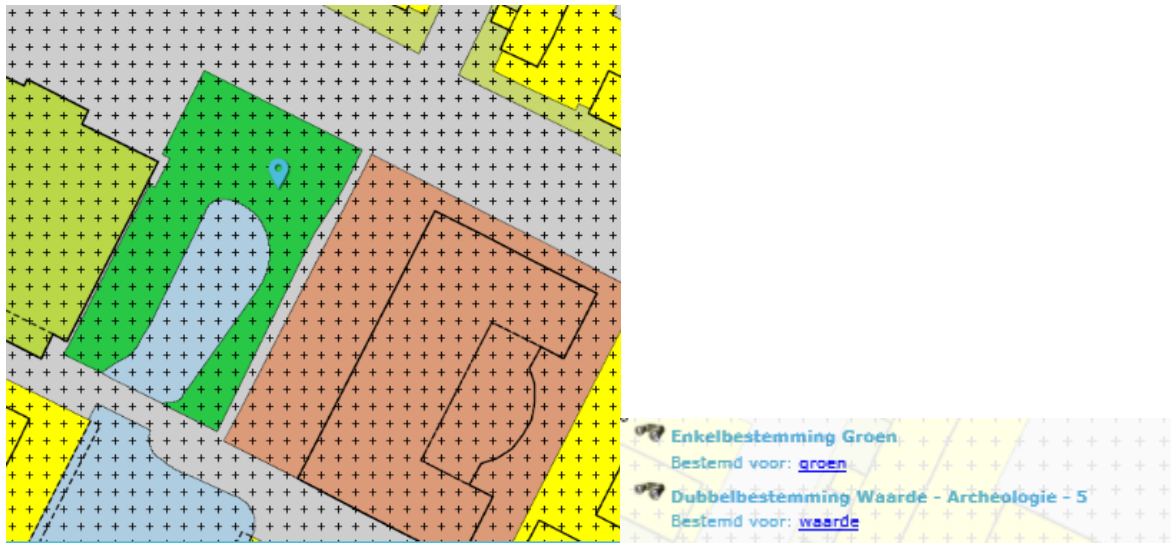 Enkelbestemming Groen
Bestemd voor: groen
Dubbelbestemming Waarde - Archeologie - 5
Bestemd voor: waarde